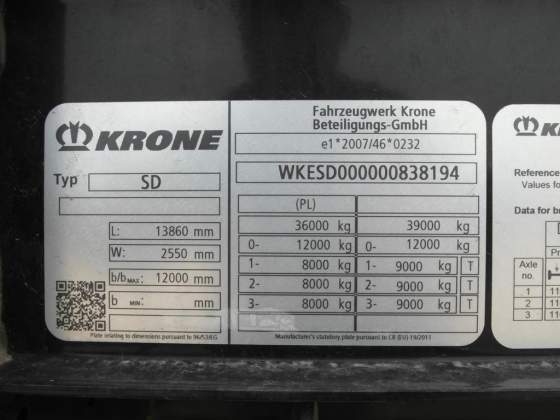 KRONE
Typ SD
L: 13860 mm
W: 2550 mm
b/b MAX: 12000 mm
b MIN: mm
Plate relating to dimensions pursuant to 96/53/EG
Fahrzeugwerk Krone
Beteiligungs-GmbH
e1*2007/46*0232
WKESD000000838194
(PL)
36000 kg 39000 kg
0- 12000 kg 0- 12000 kg
1- 8000 kg 1- 9000 kg T
2- 8000 kg 2- 9000 kg T
3- 8000 kg 3- 9000 kg T
Manufacturer's statutory plate pursuant to CR (EU) 19/2011
Reference
Values fo
Data for b
Axle
no.
1 11
2 11
3 11